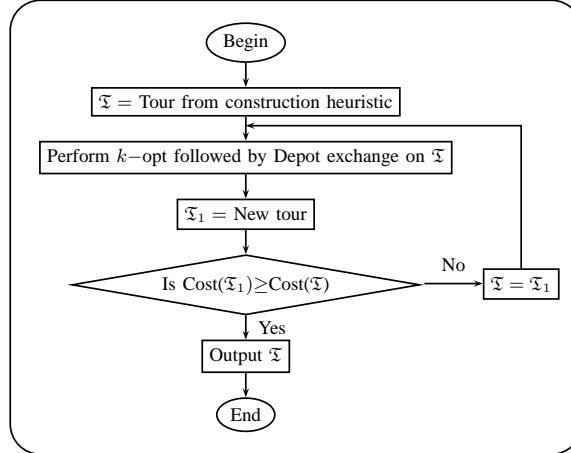 Begin
𝔗 = Tour from construction heuristic
Perform k−opt followed by Depot exchange on 𝔗
𝔗₁ = New tour
Is Cost(𝔗₁)≥Cost(𝔗)
No
𝔗 = 𝔗₁
Yes
Output 𝔗
End